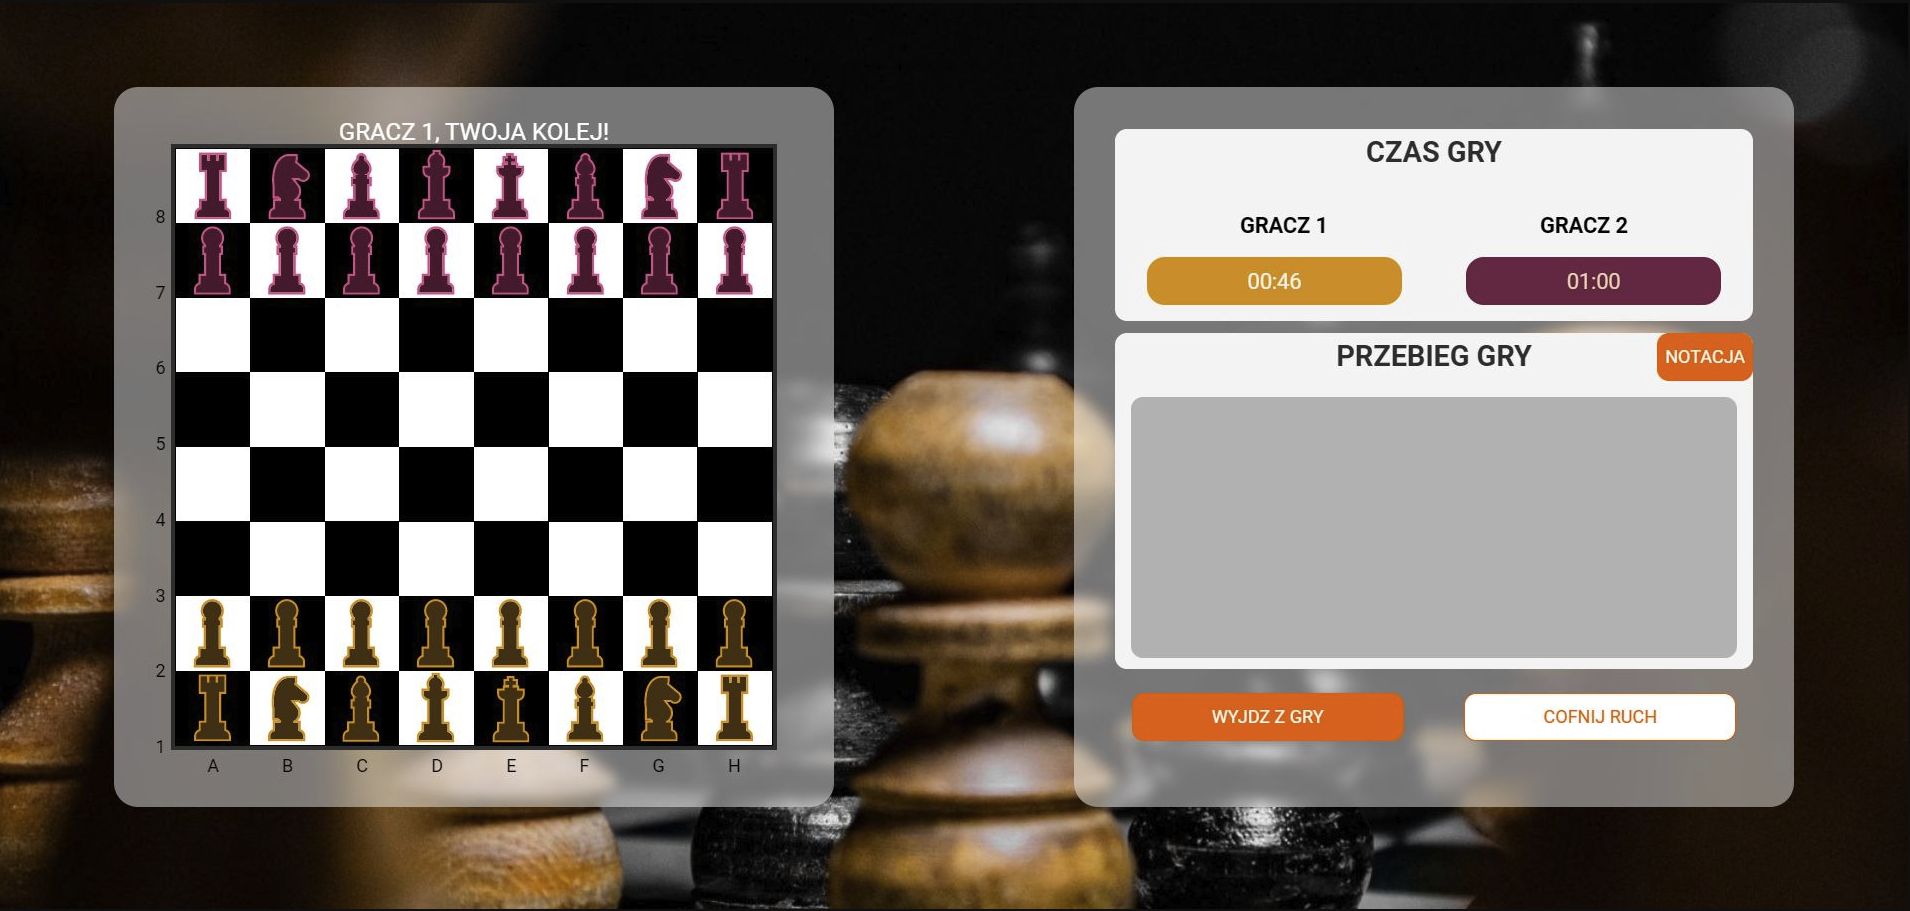 GRACZ 1, TWOJA KOLEJ!
8
7
6
5
4
3
2
1
A B C D E F G H
CZAS GRY
GRACZ 1 GRACZ 2
00:46 01:00
PRZEBIEG GRY
NOTACJA
WYJDZ Z GRY COFNIJ RUCH